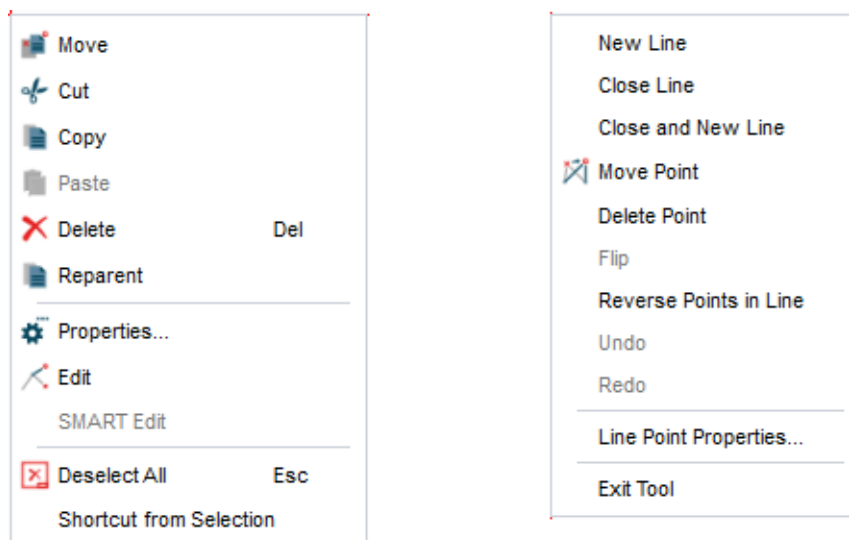 Move
Cut
Copy
Paste
Delete Del
Reparent
Properties...
Edit
SMART Edit
Deselect All Esc
Shortcut from Selection
New Line
Close Line
Close and New Line
Move Point
Delete Point
Flip
Reverse Points in Line
Undo
Redo
Line Point Properties...
Exit Tool